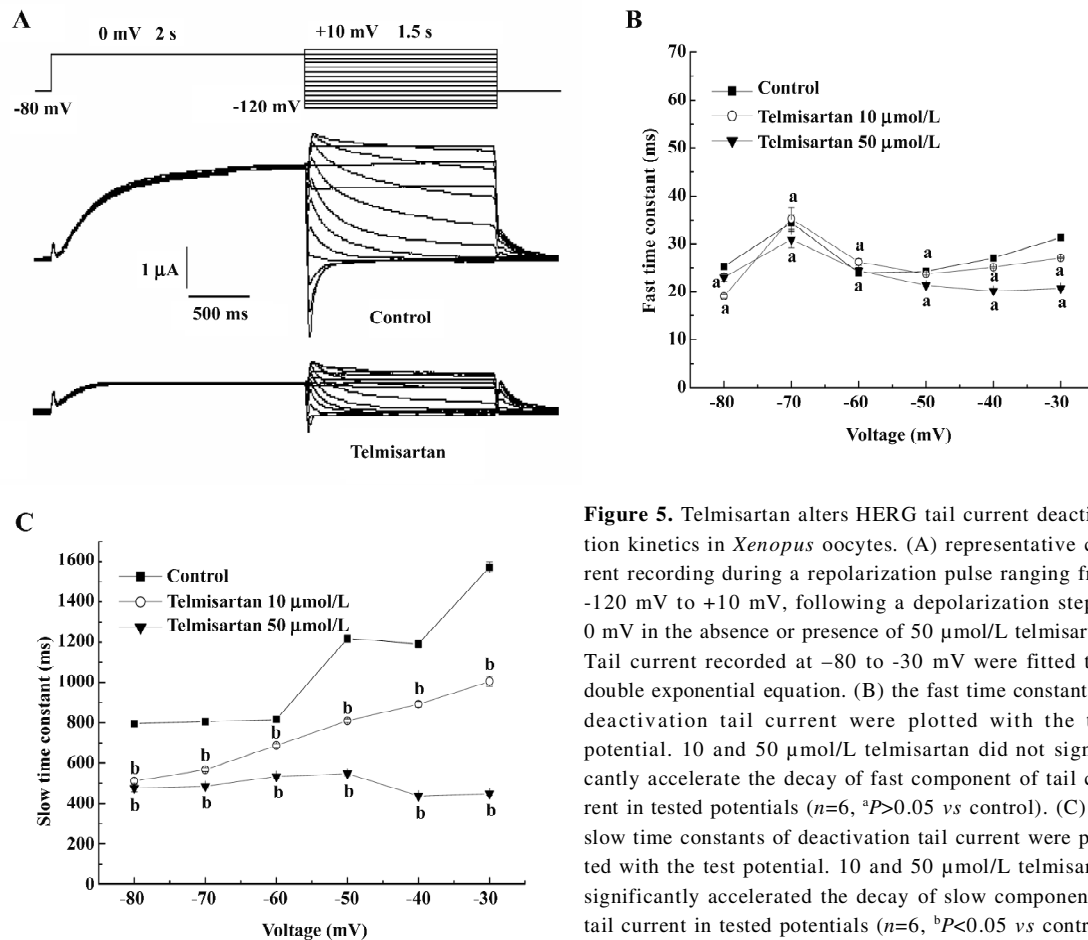 A
0 mV 2 s
+10 mV 1.5 s
-80 mV
-120 mV
1 µA
500 ms
Control
Telmisartan
B
70
60
50
40
30
20
10
0
Fast time constant (ms)
Control
Telmisartan 10 µmol/L
Telmisartan 50 µmol/L
a
a
a
a
a
a
a
a
a
a
a
-80 -70 -60 -50 -40 -30
Voltage (mV)
C
1600
1400
1200
1000
800
600
400
200
0
Slow time constant (ms)
Control
Telmisartan 10 µmol/L
Telmisartan 50 µmol/L
b
b
b
b
b
b
b
b
b
b
b
b
-80 -70 -60 -50 -40 -30
Voltage (mV)
Figure 5. Telmisartan alters HERG tail current deacti
tion kinetics in Xenopus oocytes. (A) representative c
rent recording during a repolarization pulse ranging fr
-120 mV to +10 mV, following a depolarization step
0 mV in the absence or presence of 50 µmol/L telmisar
Tail current recorded at –80 to -30 mV were fitted t
double exponential equation. (B) the fast time constant
deactivation tail current were plotted with the t
potential. 10 and 50 µmol/L telmisartan did not sign
cantly accelerate the decay of fast component of tail c
rent in tested potentials (n=6, ᵃP>0.05 vs control). (C)
slow time constants of deactivation tail current were p
ted with the test potential. 10 and 50 µmol/L telmisar
significantly accelerated the decay of slow component
tail current in tested potentials (n=6, ᵇP<0.05 vs contr